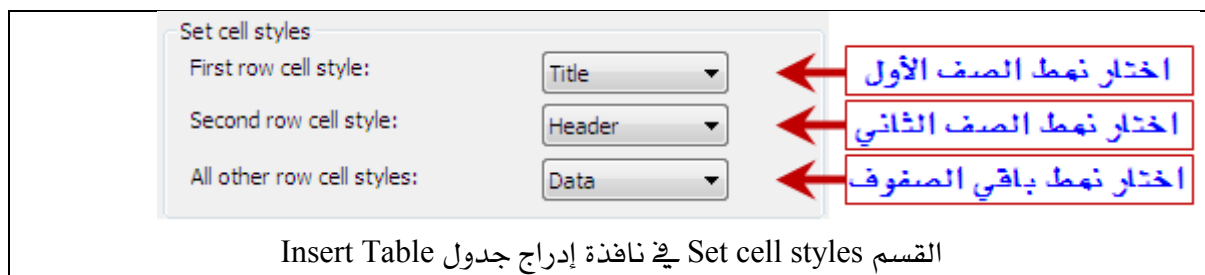 Set cell styles
First row cell style: Title اختار نمط الصف الأول
Second row cell style: Header اختار نمط الصف الثاني
All other row cell styles: Data اختار نمط باقي الصفوف
القسم Set cell styles في نافذة إدراج جدول Insert Table